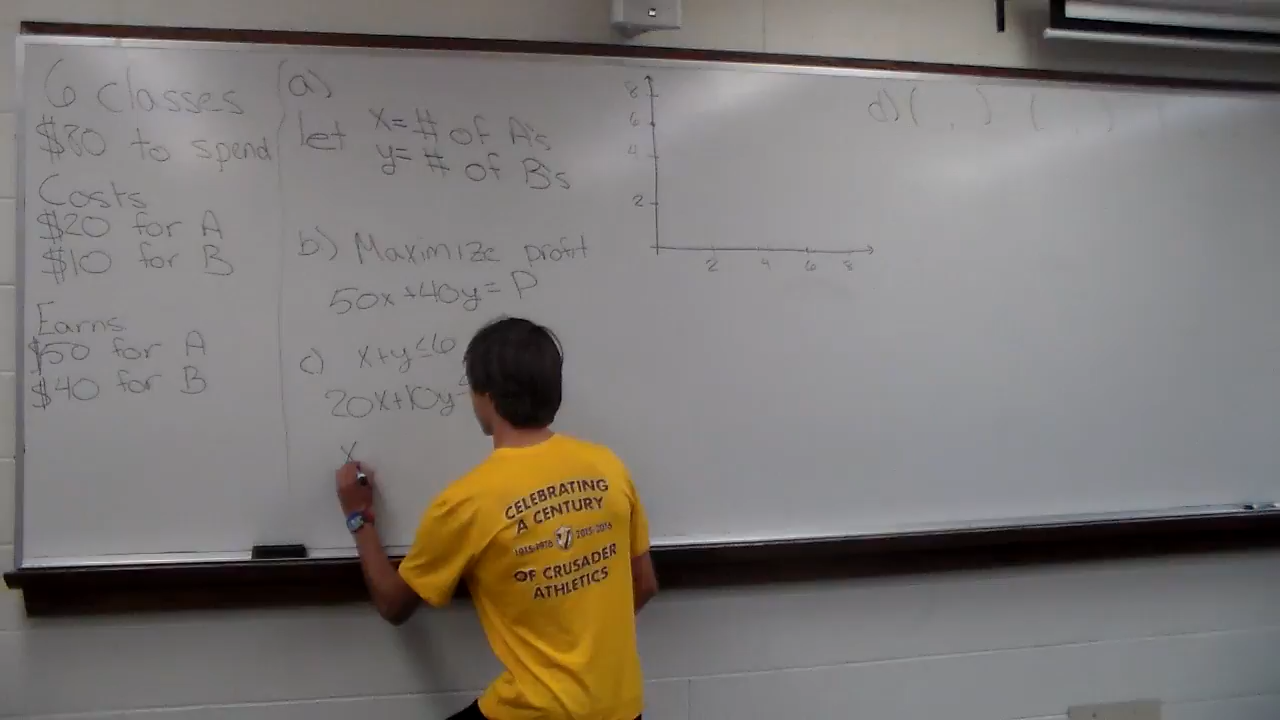 6 Classes
$80 to spend
Costs
$20 for A
$10 for B
Earns
$50 for A
$40 for B
(a)
let x= # of A's
y= # of B's
b) Maximize profit
50x+40y= P
c) x+y≤6
20x+10y
x
8
6
4
2
2 4 6 8
d) ( , ) ( , )
CELEBRATING
A CENTURY
1915-1916 2015-2016
OF CRUSADER
ATHLETICS